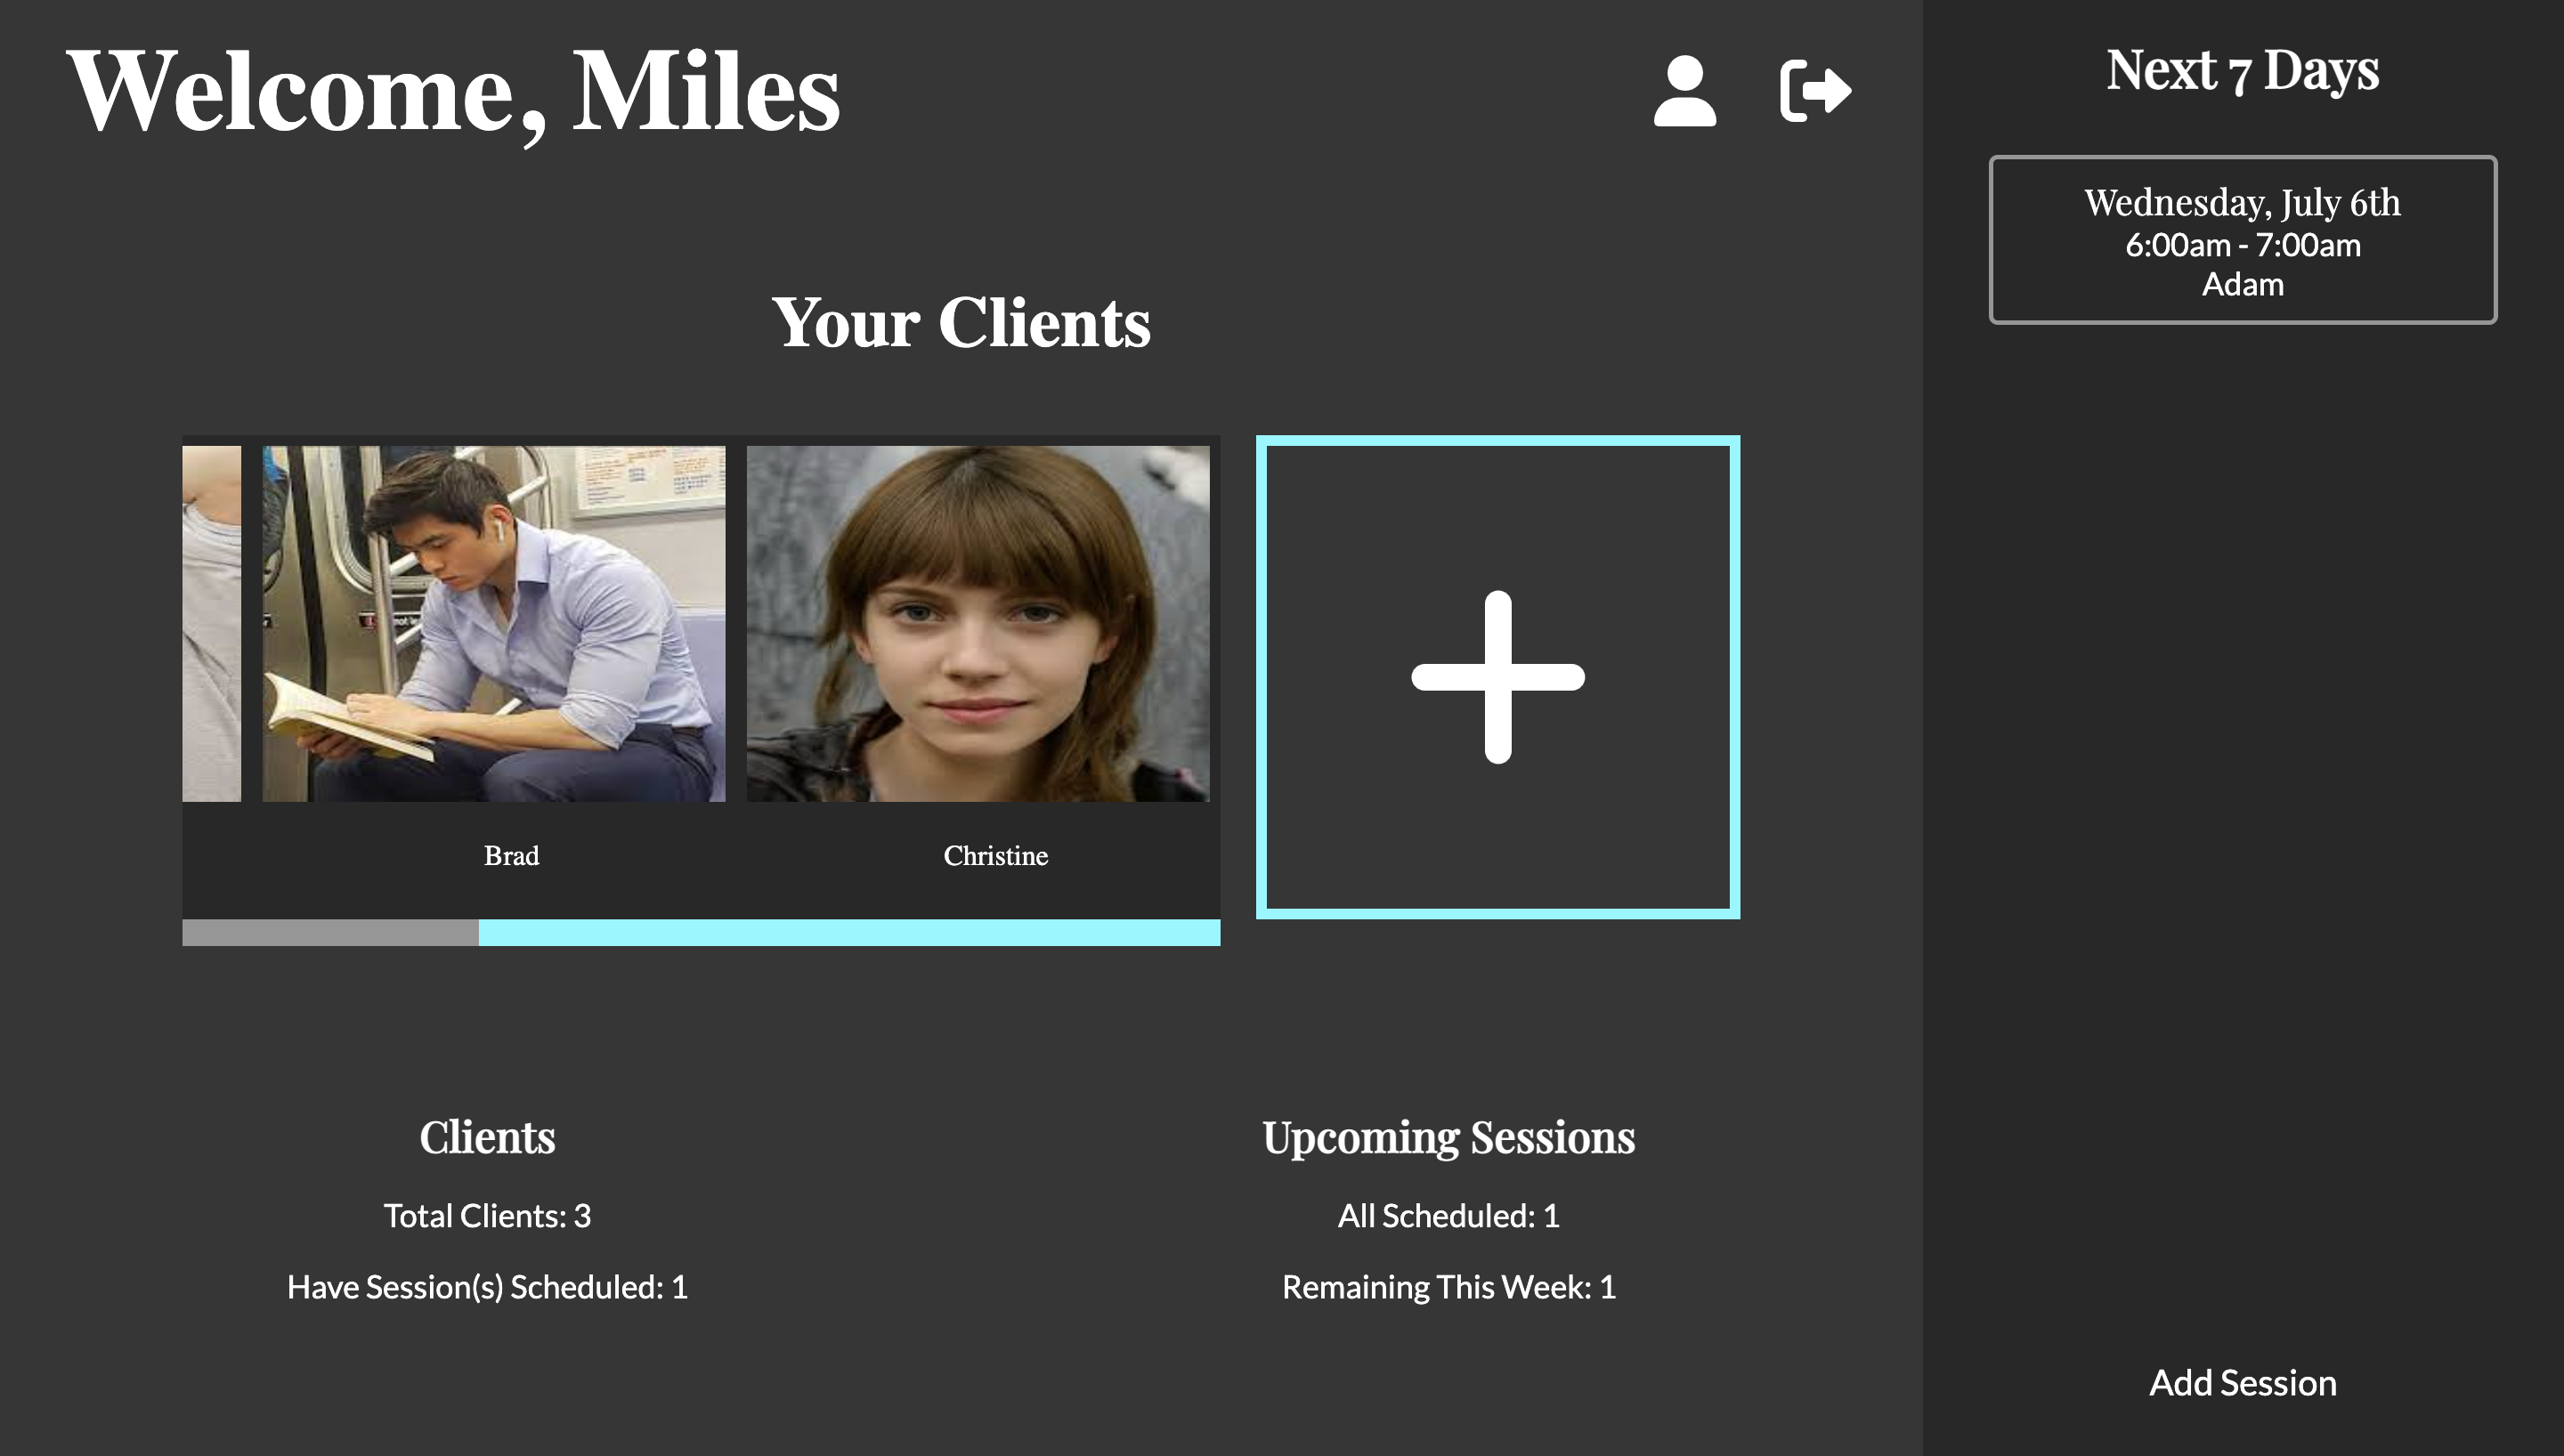 Welcome, Miles
Your Clients
Brad
Christine
Clients
Total Clients: 3
Have Session(s) Scheduled: 1
Upcoming Sessions
All Scheduled: 1
Remaining This Week: 1
Next 7 Days
Wednesday, July 6th
6:00am - 7:00am
Adam
Add Session